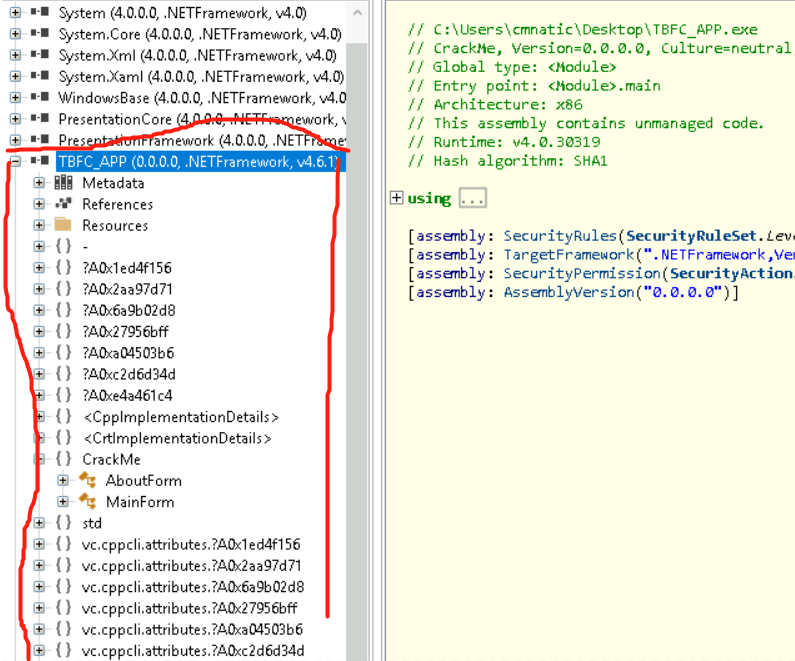 System (4.0.0.0, .NETFramework, v4.0)
System.Core (4.0.0.0, .NETFramework, v4.0)
System.Xml (4.0.0.0, .NETFramework, v4.0)
System.Xaml (4.0.0.0, .NETFramework, v4.0)
WindowsBase (4.0.0.0, .NETFramework, v4.0
PresentationCore (4.0.0.0, .NETFramework, v
PresentationFramework (4.0.0.0, .NETFrame
TBFC_APP (0.0.0.0, .NETFramework, v4.6.1)
Metadata
References
Resources
{} -
{} ?A0x1ed4f156
{} ?A0x2aa97d71
{} ?A0x6a9b02d8
{} ?A0x27956bff
{} ?A0xa04503b6
{} ?A0xc2d6d34d
{} ?A0xe4a461c4
{} <CppImplementationDetails>
{} <CrtImplementationDetails>
{} CrackMe
AboutForm
MainForm
{} std
{} vc.cppcli.attributes.?A0x1ed4f156
{} vc.cppcli.attributes.?A0x2aa97d71
{} vc.cppcli.attributes.?A0x6a9b02d8
{} vc.cppcli.attributes.?A0x27956bff
{} vc.cppcli.attributes.?A0xa04503b6
{} vc.cppcli.attributes.?A0xc2d6d34d
// C:\Users\cmnatic\Desktop\TBFC_APP.exe
// CrackMe, Version=0.0.0.0, Culture=neutral,
// Global type: <Module>
// Entry point: <Module>.main
// Architecture: x86
// This assembly contains unmanaged code.
// Runtime: v4.0.30319
// Hash algorithm: SHA1
using ...
[assembly: SecurityRules(SecurityRuleSet.Leve
[assembly: TargetFramework(".NETFramework,Ver
[assembly: SecurityPermission(SecurityAction.
[assembly: AssemblyVersion("0.0.0.0")]